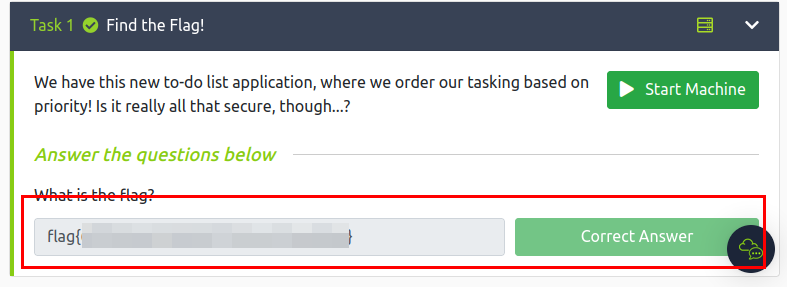 Task 1 Find the Flag!
We have this new to-do list application, where we order our tasking based on
priority! Is it really all that secure, though...?
Start Machine
Answer the questions below
What is the flag?
flag{ }
Correct Answer